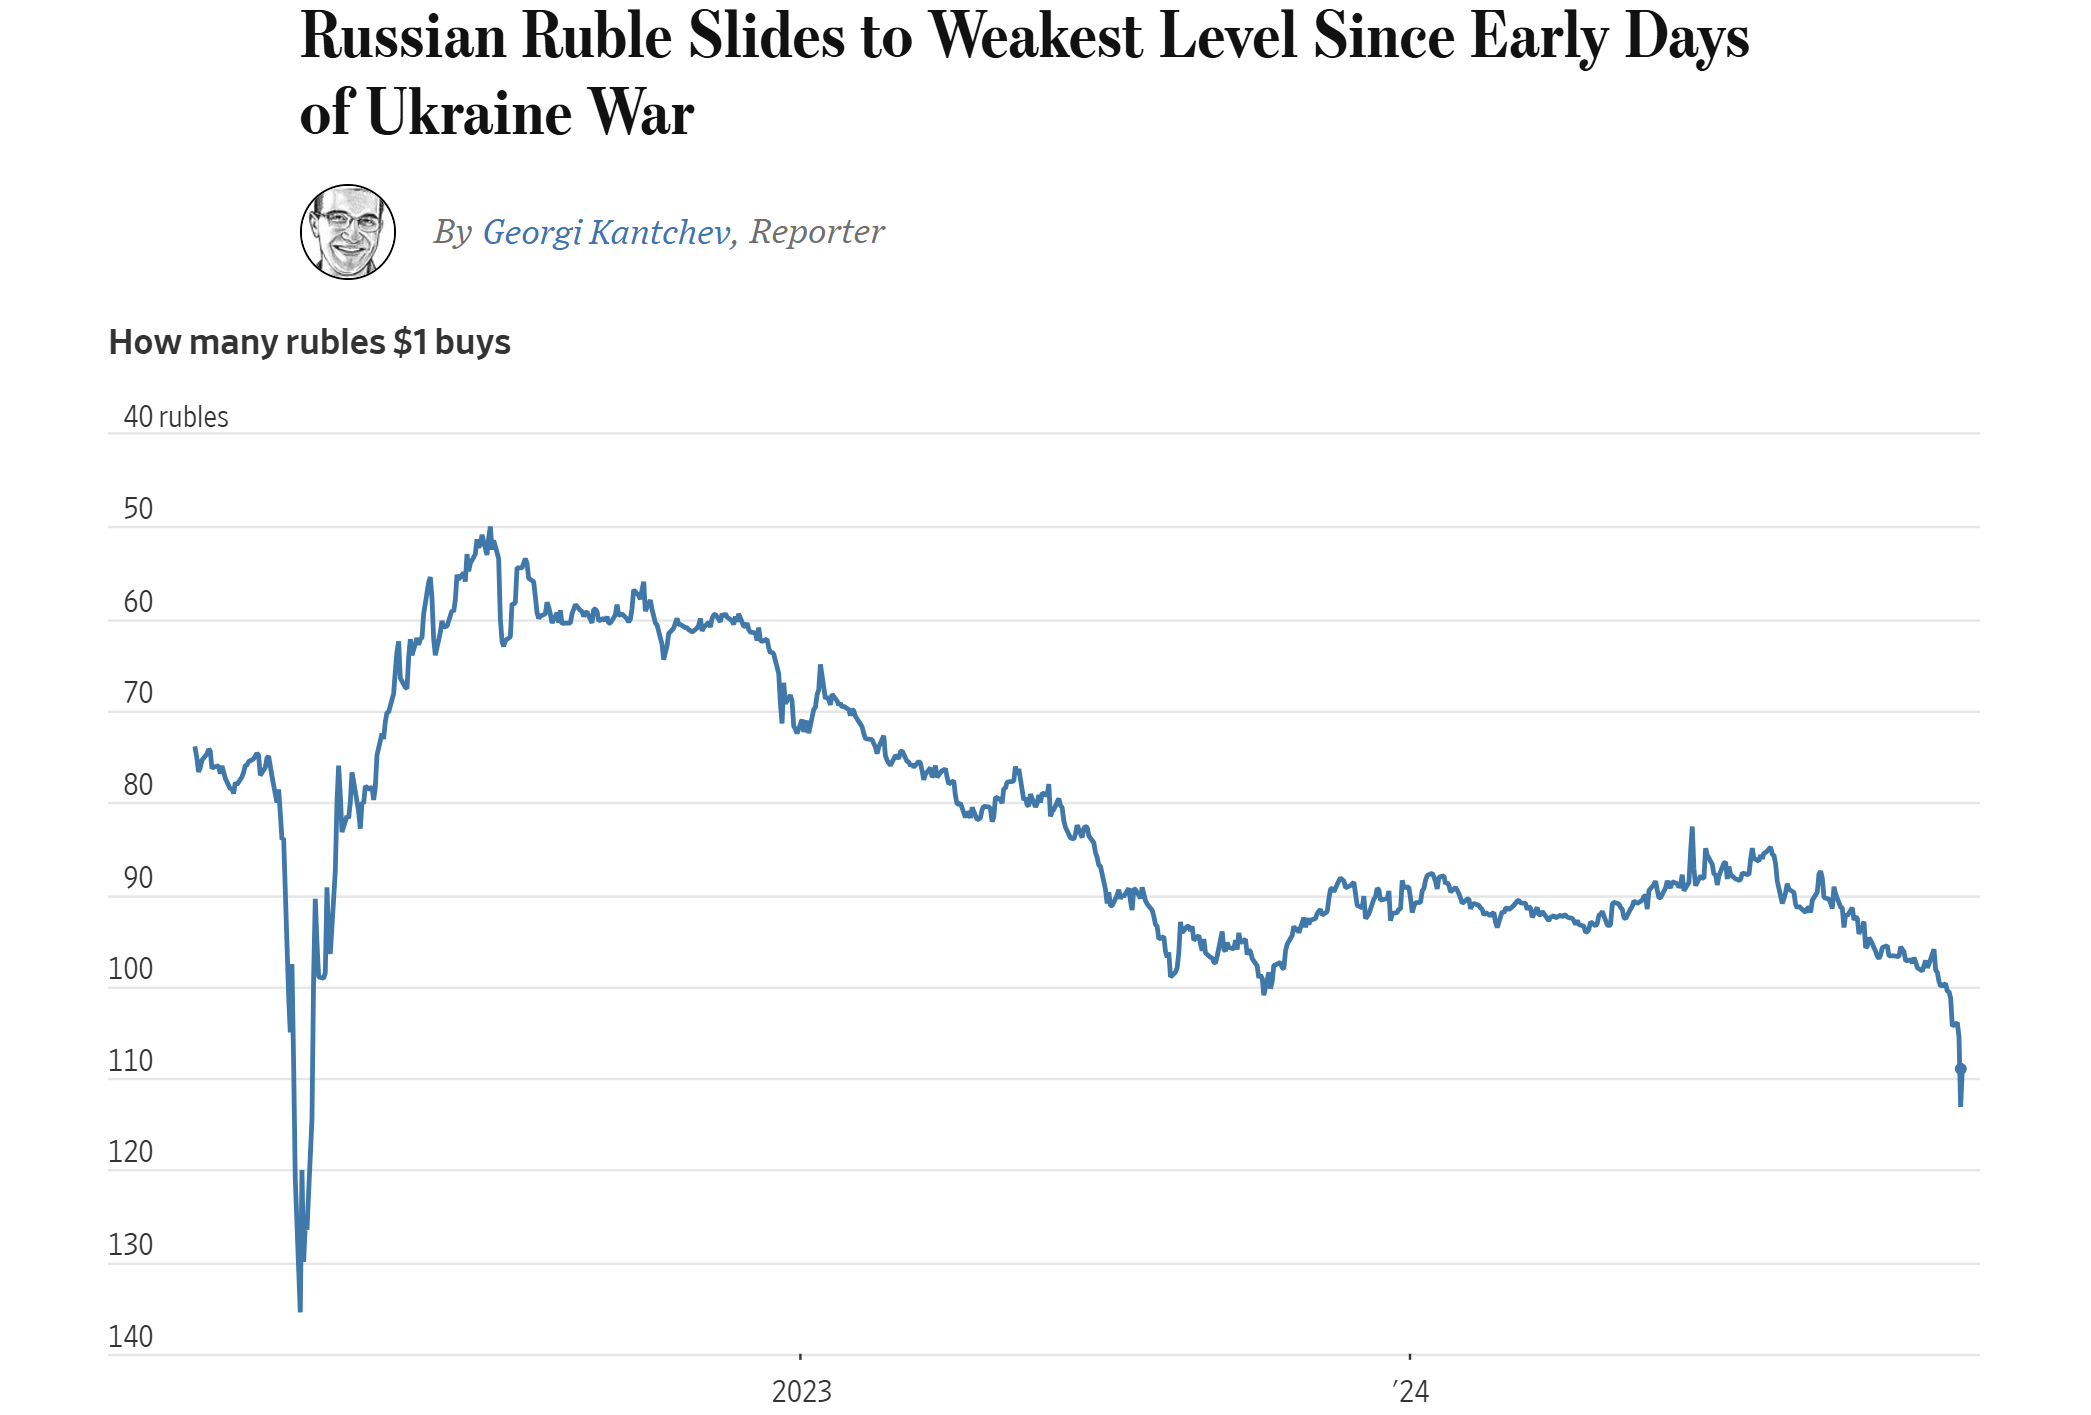 Russian Ruble Slides to Weakest Level Since Early Days
of Ukraine War
By Georgi Kantchev, Reporter
How many rubles $1 buys
40 rubles
50
60
70
80
90
100
110
120
130
140
2023
’24